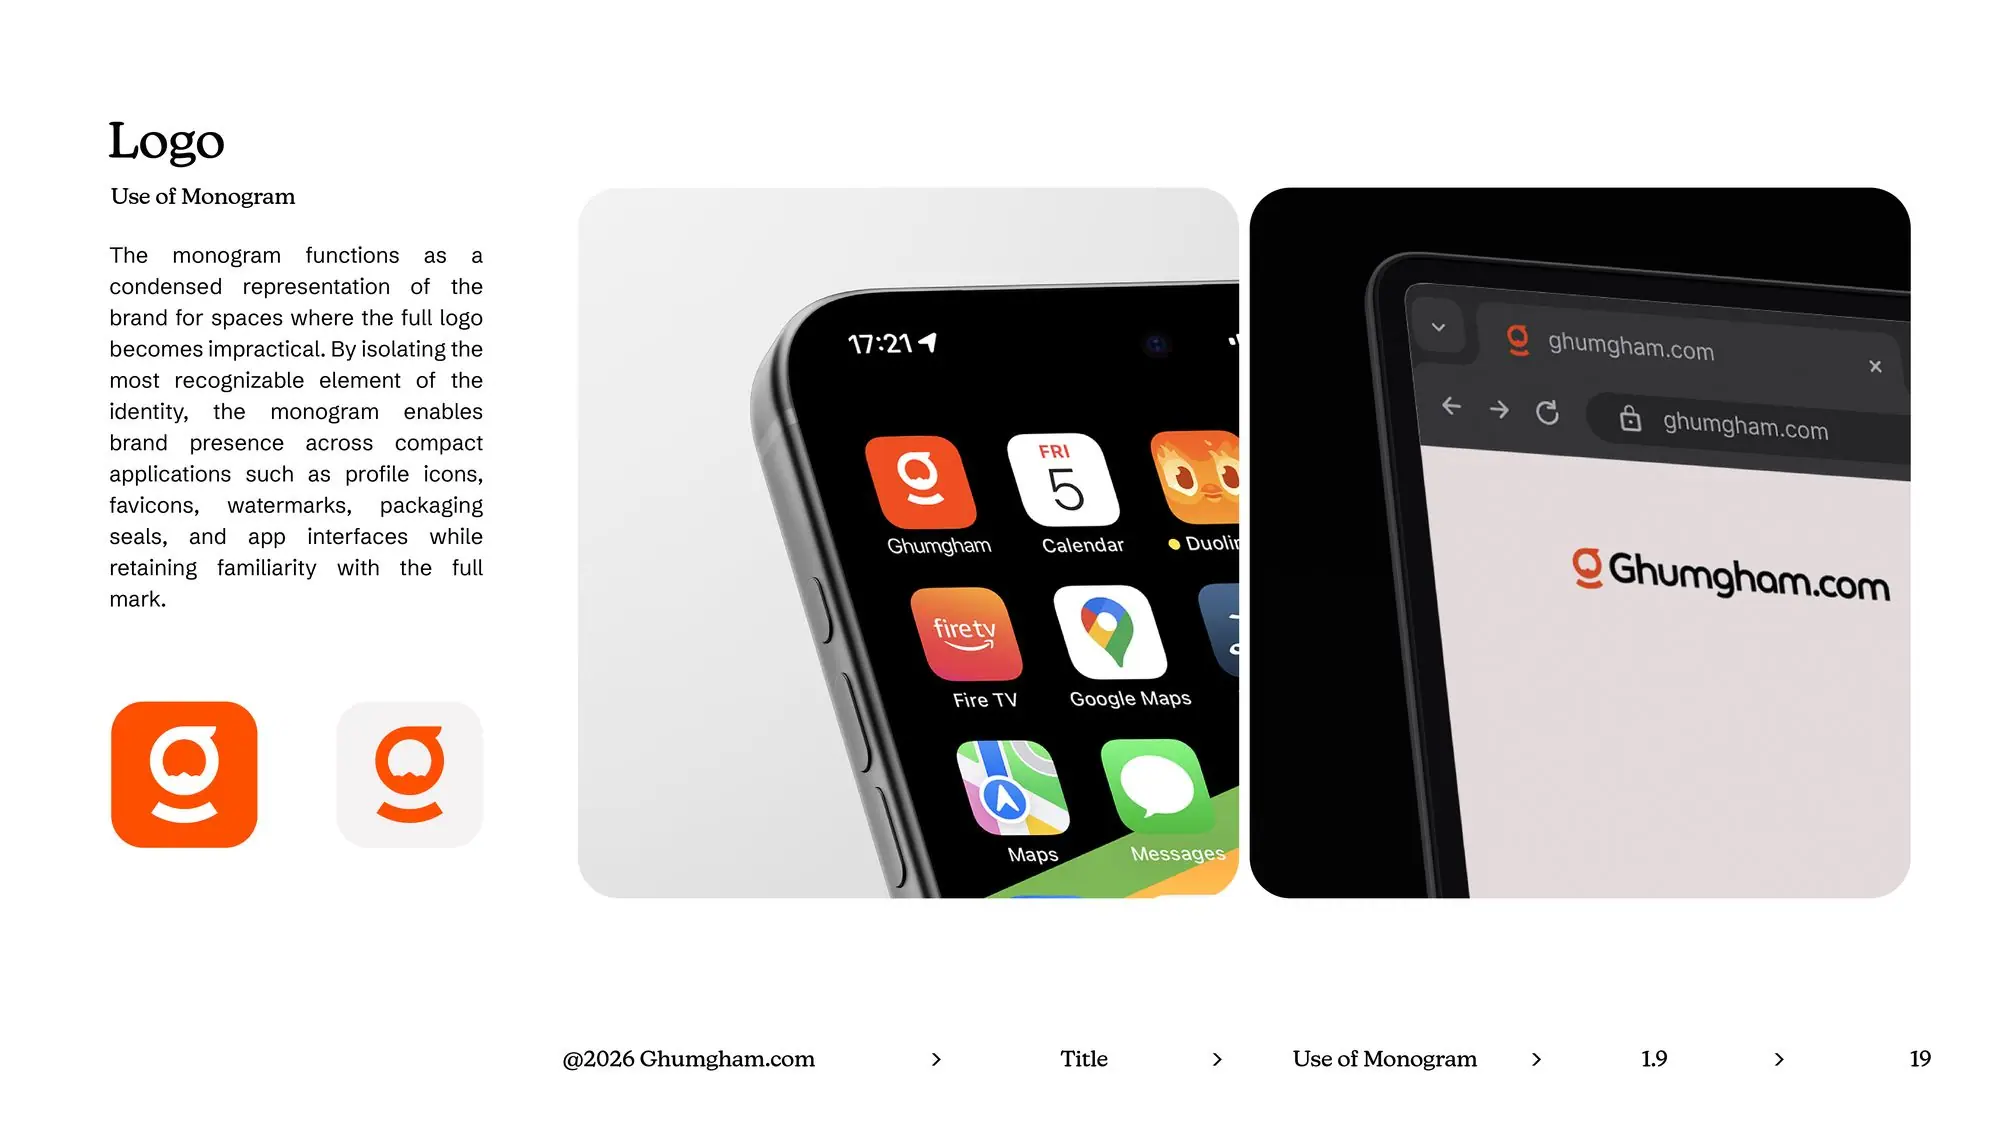 Logo
Use of Monogram
The monogram functions as a
condensed representation of the
brand for spaces where the full logo
becomes impractical. By isolating the
most recognizable element of the
identity, the monogram enables
brand presence across compact
applications such as profile icons,
favicons, watermarks, packaging
seals, and app interfaces while
retaining familiarity with the full
mark.
17:21
FRI
5
Ghumgham
Calendar
Duolin
firetv
Fire TV
Google Maps
Maps
Messages
ghumgham.com
ghumgham.com
Ghumgham.com
@2026 Ghumgham.com > Title > Use of Monogram > 1.9 > 19